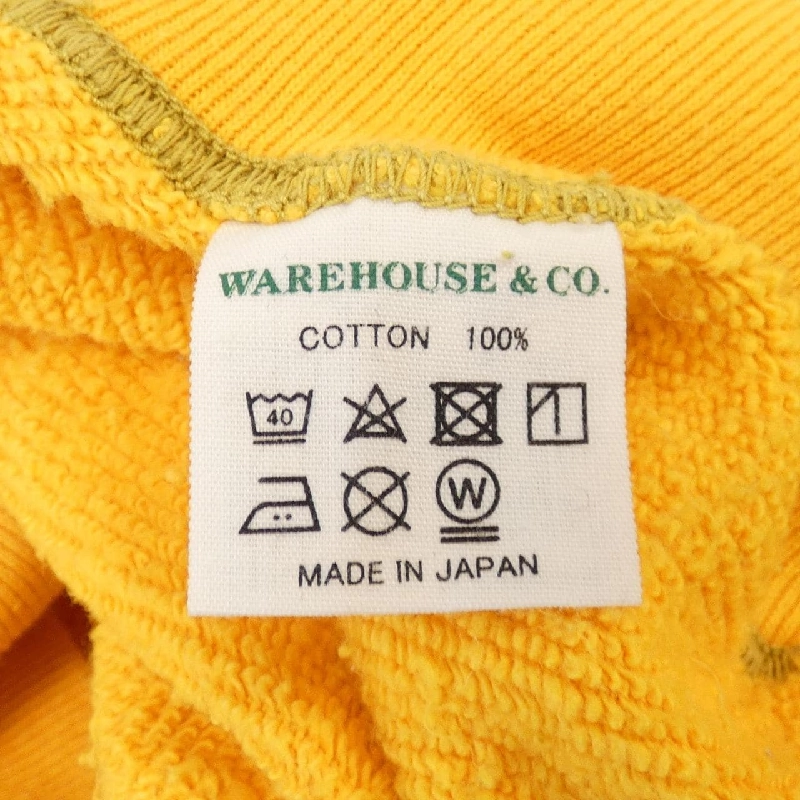 WAREHOUSE & CO.
COTTON 100%
40
W
MADE IN JAPAN